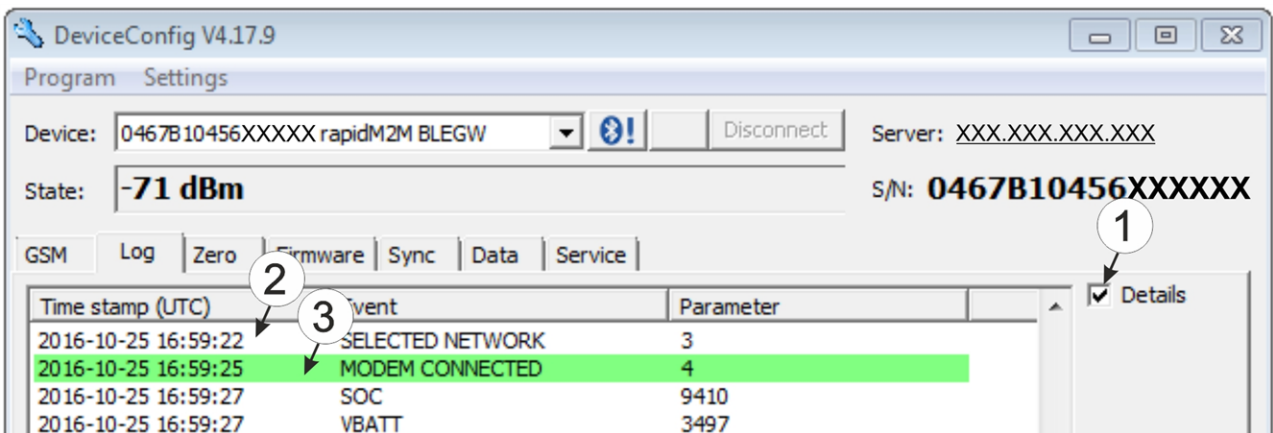 DeviceConfig V4.17.9
Program Settings
Device: 0467B10456XXXXX rapidM2M BLEGW ! Disconnect Server: XXX.XXX.XXX.XXX
State: -71 dBm S/N: 0467B10456XXXXXX
1
GSM Log Zero Firmware Sync Data Service
2
Details
Time stamp (UTC) Event Parameter
3
2016-10-25 16:59:22 SELECTED NETWORK 3
2016-10-25 16:59:25 MODEM CONNECTED 4
2016-10-25 16:59:27 SOC 9410
2016-10-25 16:59:27 VBATT 3497